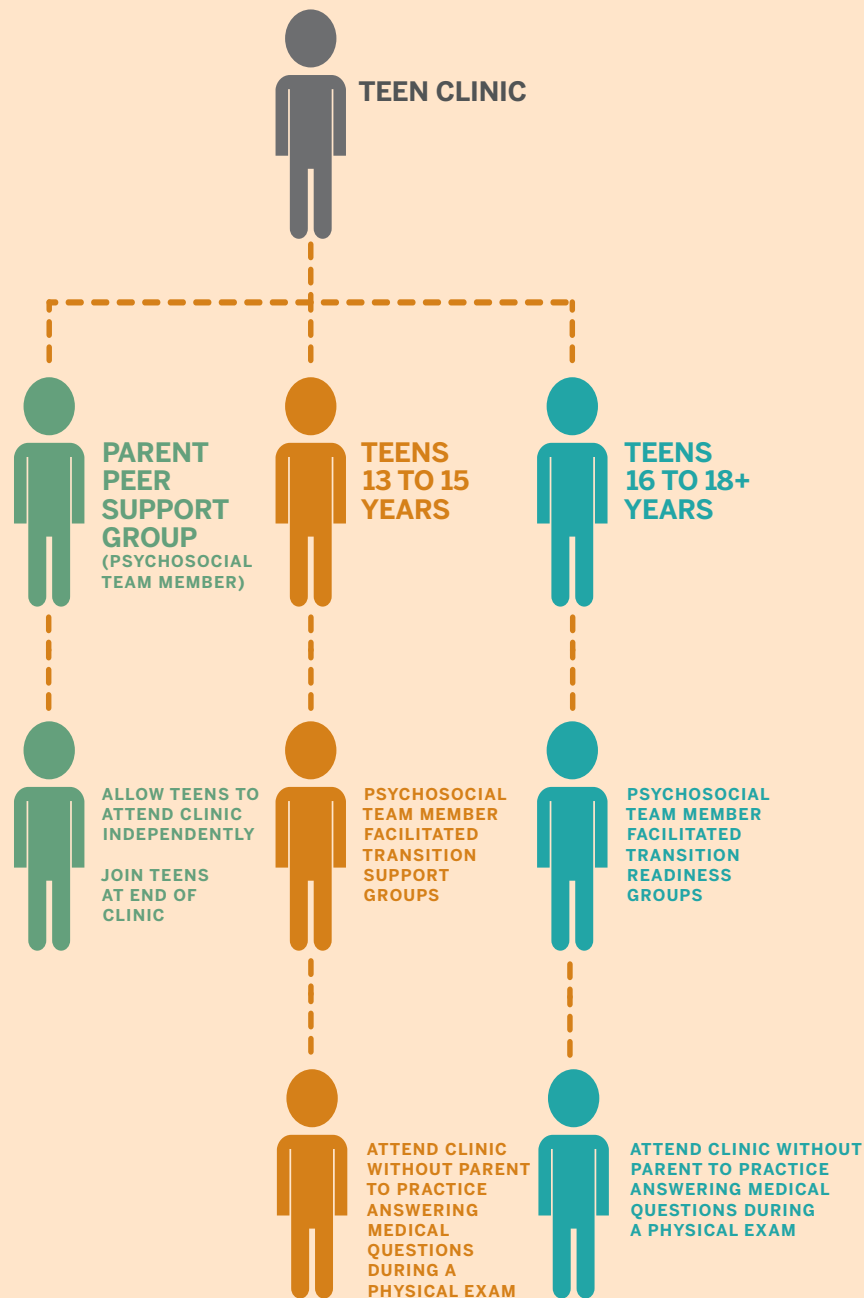 TEEN CLINIC
PARENT
PEER
SUPPORT
GROUP
(PSYCHOSOCIAL
TEAM MEMBER)
TEENS
13 TO 15
YEARS
TEENS
16 TO 18+
YEARS
ALLOW TEENS TO
ATTEND CLINIC
INDEPENDENTLY
JOIN TEENS
AT END OF
CLINIC
PSYCHOSOCIAL
TEAM MEMBER
FACILITATED
TRANSITION
SUPPORT
GROUPS
PSYCHOSOCIAL
TEAM MEMBER
FACILITATED
TRANSITION
READINESS
GROUPS
ATTEND CLINIC
WITHOUT PARENT
TO PRACTICE
ANSWERING
MEDICAL
QUESTIONS
DURING A
PHYSICAL EXAM
ATTEND CLINIC WITHOUT
PARENT TO PRACTICE
ANSWERING MEDICAL
QUESTIONS DURING
A PHYSICAL EXAM